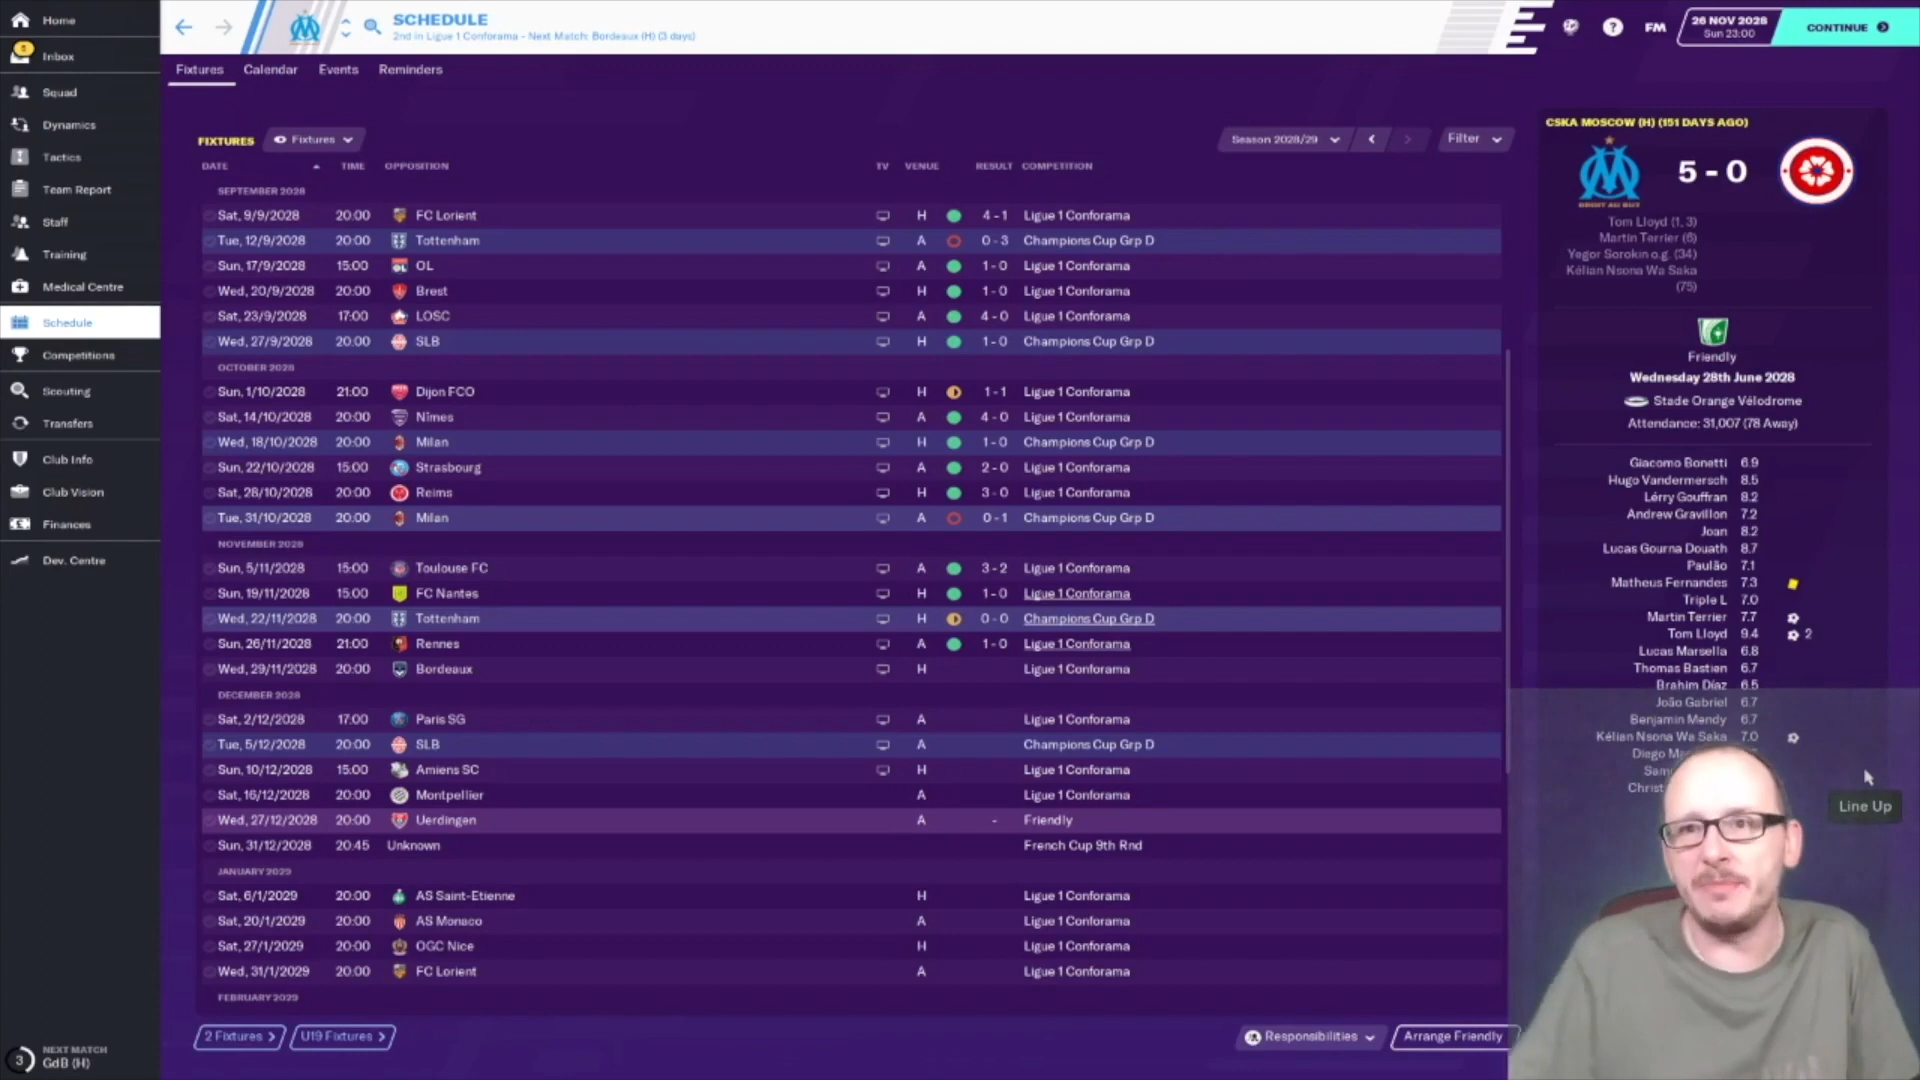 Home
Inbox
Squad
Dynamics
Tactics
Team Report
Staff
Training
Medical Centre
Schedule
Competitions
Scouting
Transfers
Club Info
Club Vision
Finances
Dev. Centre
NEXT MATCH
3 GdB (H)
SCHEDULE
2nd in Ligue 1 Conforama - Next Match: Bordeaux (H) (3 days)
FM
26 NOV 2028
Sun 23:00
CONTINUE
Fixtures Calendar Events Reminders
FIXTURES Fixtures Season 2028/29 Filter
DATE TIME OPPOSITION TV VENUE RESULT COMPETITION
SEPTEMBER 2028
Sat, 9/9/2028 20:00 FC Lorient H 4 - 1 Ligue 1 Conforama
Tue, 12/9/2028 20:00 Tottenham A 0 - 3 Champions Cup Grp D
Sun, 17/9/2028 15:00 OL A 1 - 0 Ligue 1 Conforama
Wed, 20/9/2028 20:00 Brest H 1 - 0 Ligue 1 Conforama
Sat, 23/9/2028 17:00 LOSC A 4 - 0 Ligue 1 Conforama
Wed, 27/9/2028 20:00 SLB H 1 - 0 Champions Cup Grp D
OCTOBER 2028
Sun, 1/10/2028 21:00 Dijon FCO H 1 - 1 Ligue 1 Conforama
Sat, 14/10/2028 20:00 Nîmes A 4 - 0 Ligue 1 Conforama
Wed, 18/10/2028 20:00 Milan H 1 - 0 Champions Cup Grp D
Sun, 22/10/2028 15:00 Strasbourg A 2 - 0 Ligue 1 Conforama
Sat, 28/10/2028 20:00 Reims H 3 - 0 Ligue 1 Conforama
Tue, 31/10/2028 20:00 Milan A 0 - 1 Champions Cup Grp D
NOVEMBER 2028
Sun, 5/11/2028 15:00 Toulouse FC A 3 - 2 Ligue 1 Conforama
Sun, 19/11/2028 15:00 FC Nantes H 1 - 0 Ligue 1 Conforama
Wed, 22/11/2028 20:00 Tottenham H 0 - 0 Champions Cup Grp D
Sun, 26/11/2028 21:00 Rennes A 1 - 0 Ligue 1 Conforama
Wed, 29/11/2028 20:00 Bordeaux H Ligue 1 Conforama
DECEMBER 2028
Sat, 2/12/2028 17:00 Paris SG A Ligue 1 Conforama
Tue, 5/12/2028 20:00 SLB A Champions Cup Grp D
Sun, 10/12/2028 15:00 Amiens SC H Ligue 1 Conforama
Sat, 16/12/2028 20:00 Montpellier A Ligue 1 Conforama
Wed, 27/12/2028 20:00 Uerdingen A - Friendly
Sun, 31/12/2028 20:45 Unknown French Cup 9th Rnd
JANUARY 2029
Sat, 6/1/2029 20:00 AS Saint-Etienne H Ligue 1 Conforama
Sat, 20/1/2029 20:00 AS Monaco A Ligue 1 Conforama
Sat, 27/1/2029 20:00 OGC Nice H Ligue 1 Conforama
Wed, 31/1/2029 20:00 FC Lorient A Ligue 1 Conforama
FEBRUARY 2029
2 Fixtures > U19 Fixtures > Responsibilities Arrange Friendly
CSKA MOSCOW (H) (151 DAYS AGO)
5 - 0
DROIT AU BUT
Tom Lloyd (1, 3)
Martin Terrier (6)
Yegor Sorokin o.g. (34)
Kélian Nsona Wa Saka
(75)
Friendly
Wednesday 28th June 2028
Stade Orange Vélodrome
Attendance: 31,007 (78 Away)
Giacomo Bonetti 6.9
Hugo Vandermersch 8.5
Lérry Gouffran 8.2
Andrew Gravillon 7.2
Joan 8.2
Lucas Gourna Douath 8.7
Paulão 7.1
Matheus Fernandes 7.3
Triple L 7.0
Martin Terrier 7.7
Tom Lloyd 9.4 2
Lucas Marsella 6.8
Thomas Bastien 6.7
Brahim Díaz 6.5
João Gabriel 6.7
Benjamin Mendy 6.7
Kélian Nsona Wa Saka 7.0
Diego
Line Up